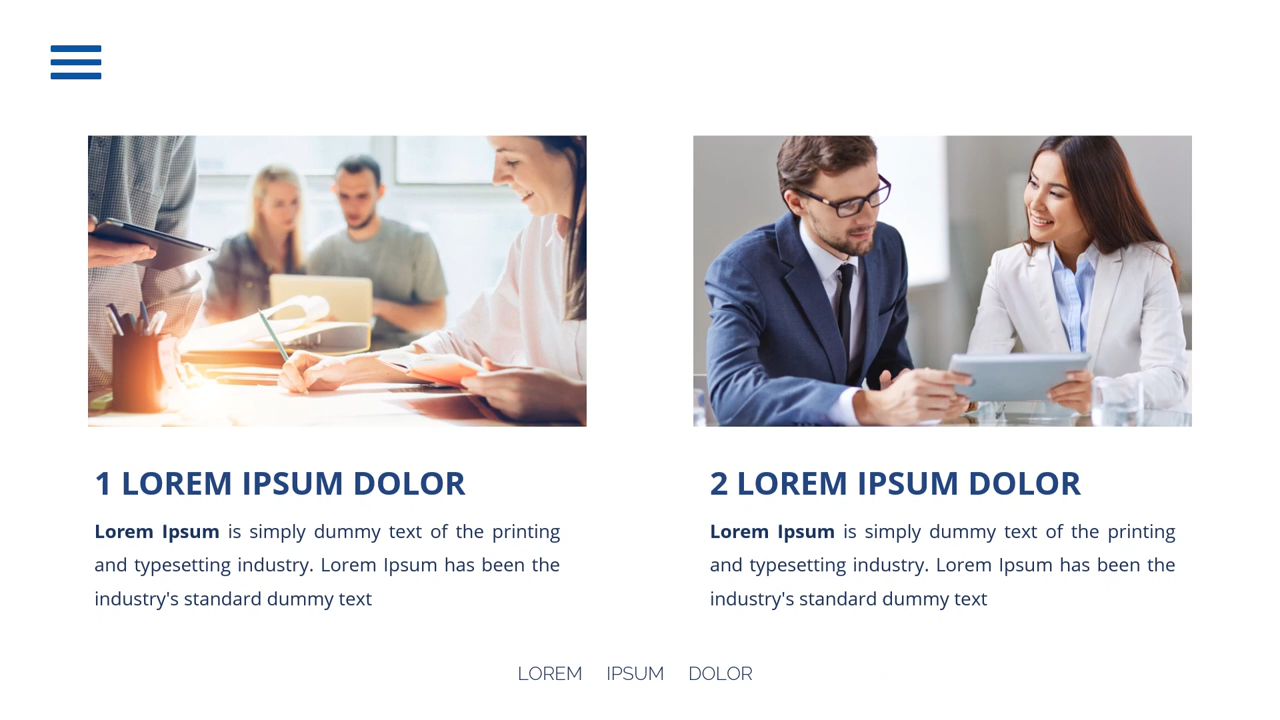 1 LOREM IPSUM DOLOR
Lorem Ipsum is simply dummy text of the printing
and typesetting industry. Lorem Ipsum has been the
industry's standard dummy text
2 LOREM IPSUM DOLOR
Lorem Ipsum is simply dummy text of the printing
and typesetting industry. Lorem Ipsum has been the
industry's standard dummy text
LOREM IPSUM DOLOR